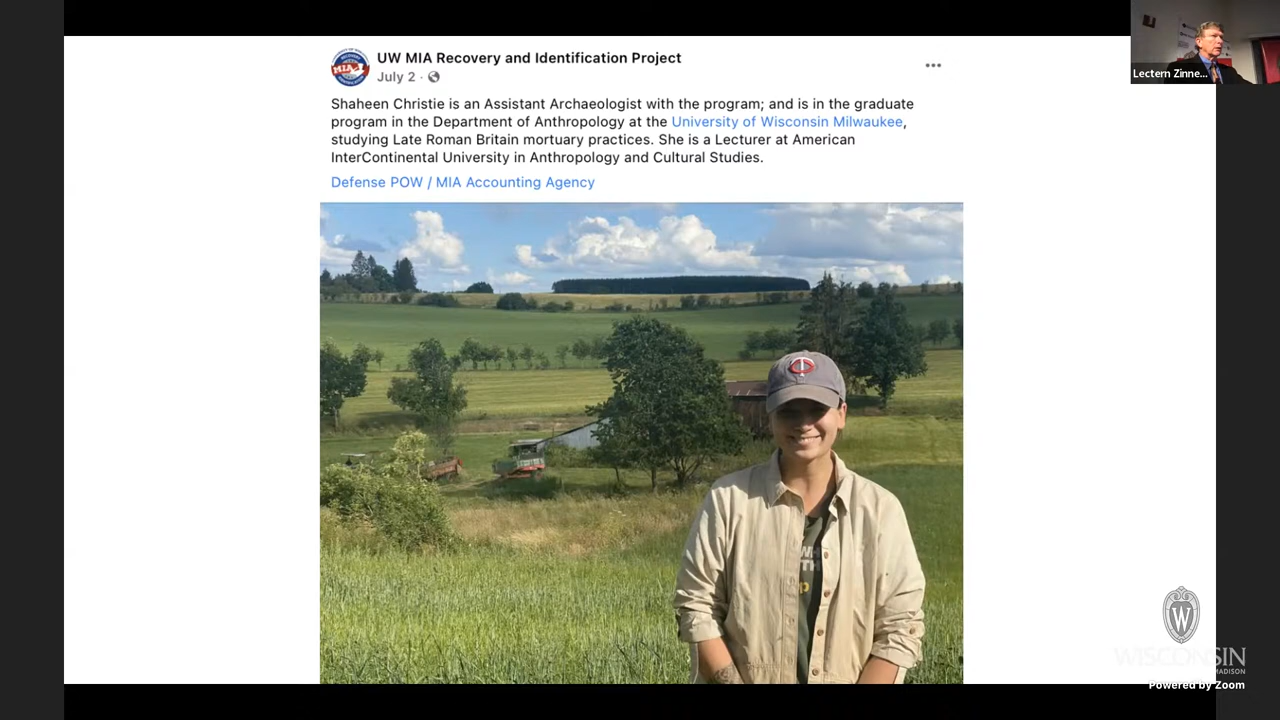 UW MIA Recovery and Identification Project
July 2 ·
Shaheen Christie is an Assistant Archaeologist with the program; and is in the graduate
program in the Department of Anthropology at the University of Wisconsin Milwaukee,
studying Late Roman Britain mortuary practices. She is a Lecturer at American
InterContinental University in Anthropology and Cultural Studies.
Defense POW / MIA Accounting Agency
Lectern Zinne...
MIA
W
WISCONSIN
MADISON
Powered by Zoom